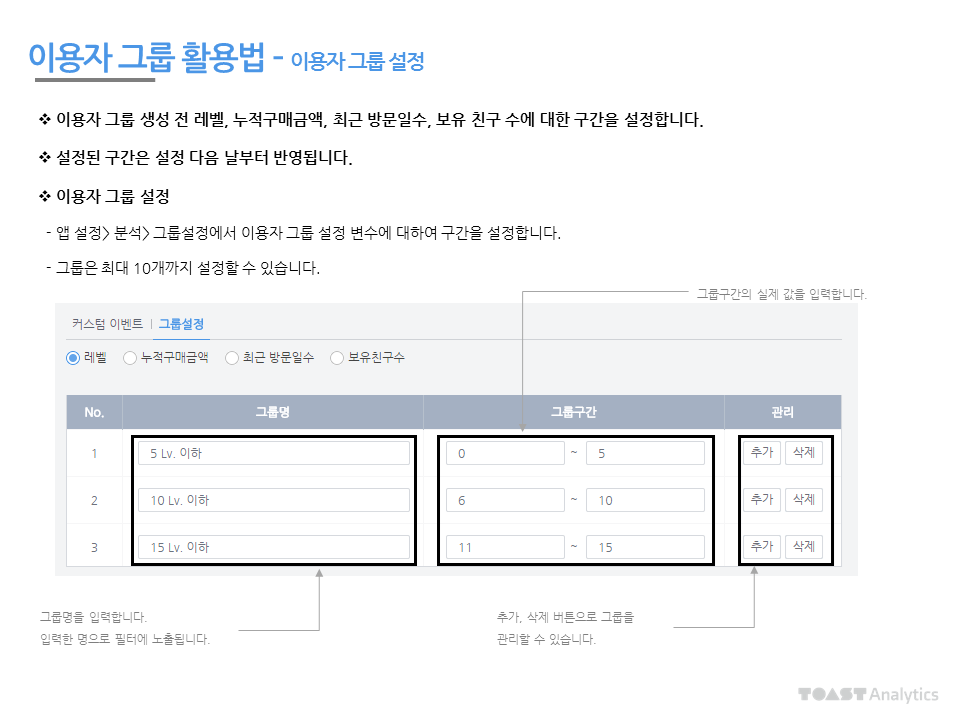 이용자 그룹 활용법 - 이용자 그룹 설정
❖ 이용자 그룹 생성 전 레벨, 누적구매금액, 최근 방문일수, 보유 친구 수에 대한 구간을 설정합니다.
❖ 설정된 구간은 설정 다음 날부터 반영됩니다.
❖ 이용자 그룹 설정
- 앱 설정> 분석> 그룹설정에서 이용자 그룹 설정 변수에 대하여 구간을 설정합니다.
- 그룹은 최대 10개까지 설정할 수 있습니다.
그룹구간의 실제 값을 입력합니다.
커스텀 이벤트 | 그룹설정
레벨 누적구매금액 최근 방문일수 보유친구수
No. 그룹명 그룹구간 관리
1 5 Lv. 이하 0 ~ 5 추가 삭제
2 10 Lv. 이하 6 ~ 10 추가 삭제
3 15 Lv. 이하 11 ~ 15 추가 삭제
그룹명을 입력합니다.
입력한 명으로 필터에 노출됩니다.
추가, 삭제 버튼으로 그룹을
관리할 수 있습니다.
TOAST Analytics